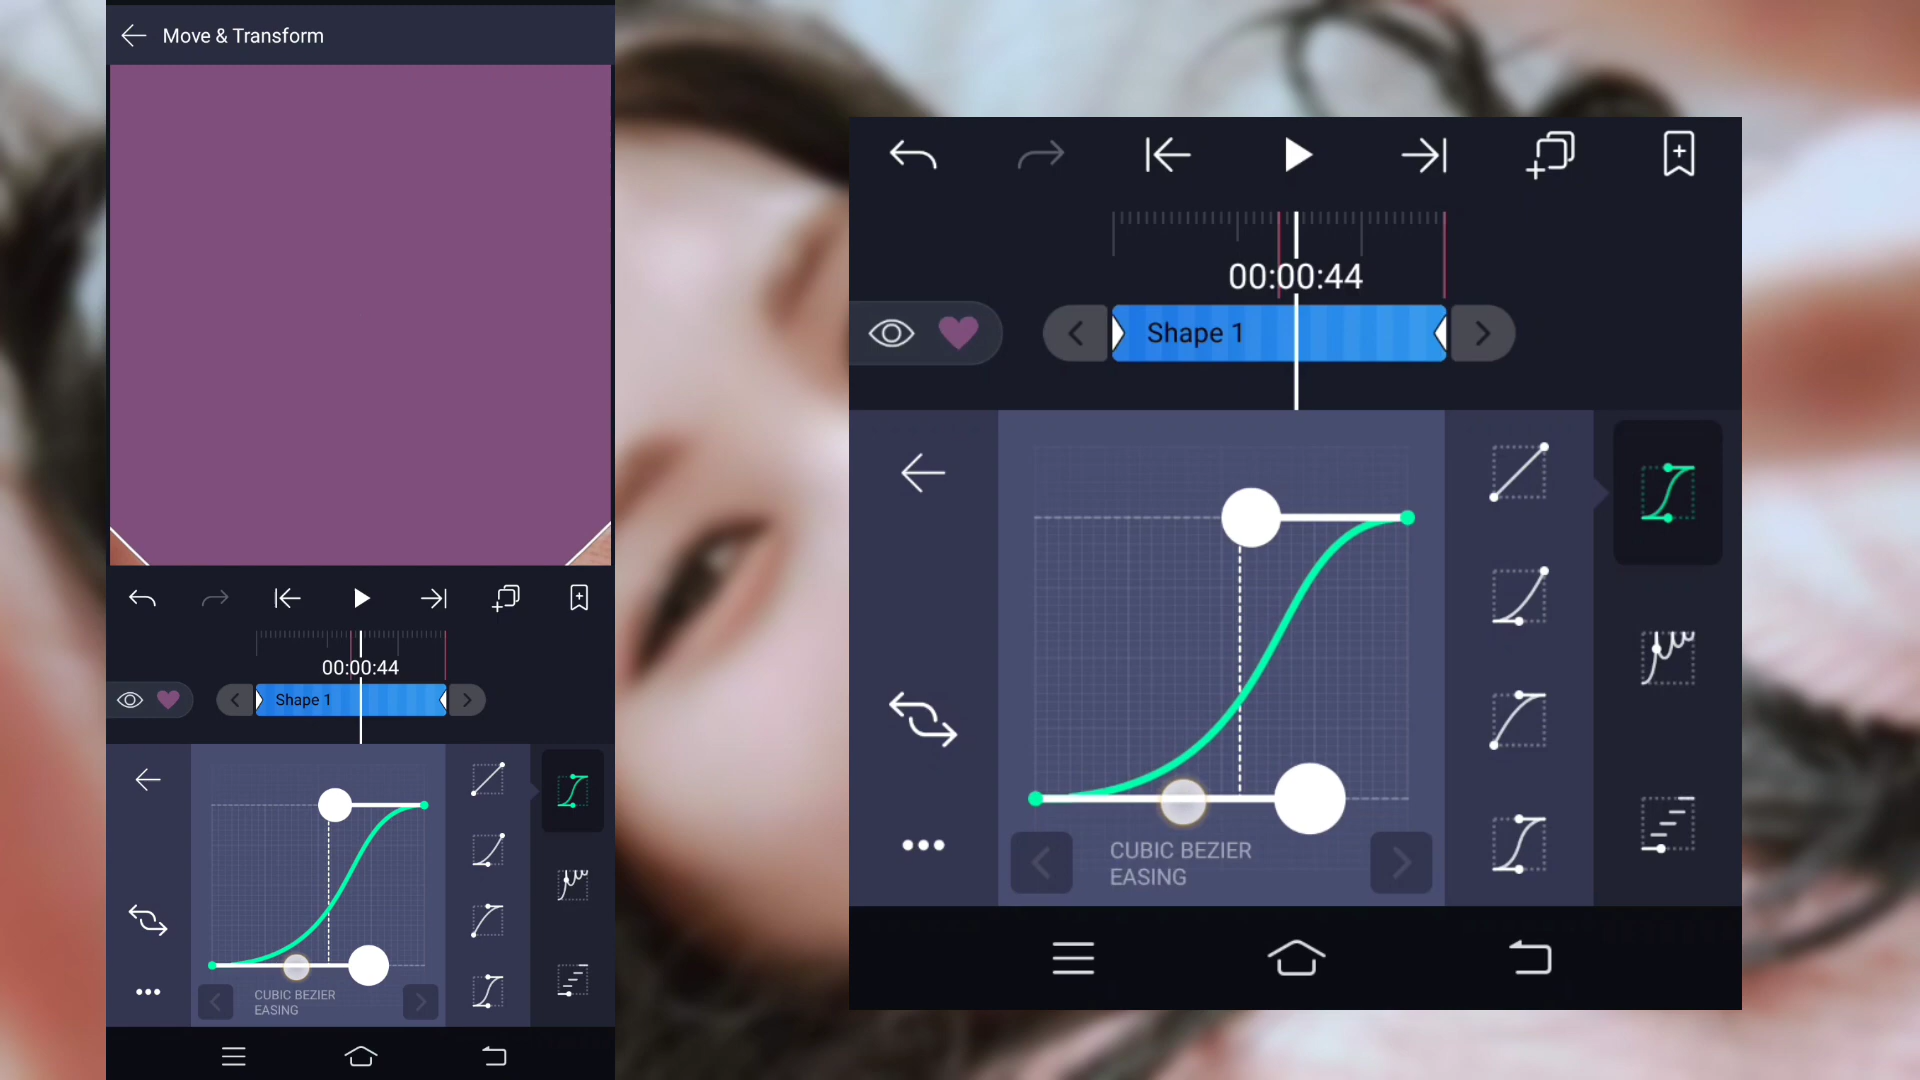 Move & Transform
00:00:44
Shape 1
CUBIC BEZIER
EASING
00:00:44
Shape 1
CUBIC BEZIER
EASING